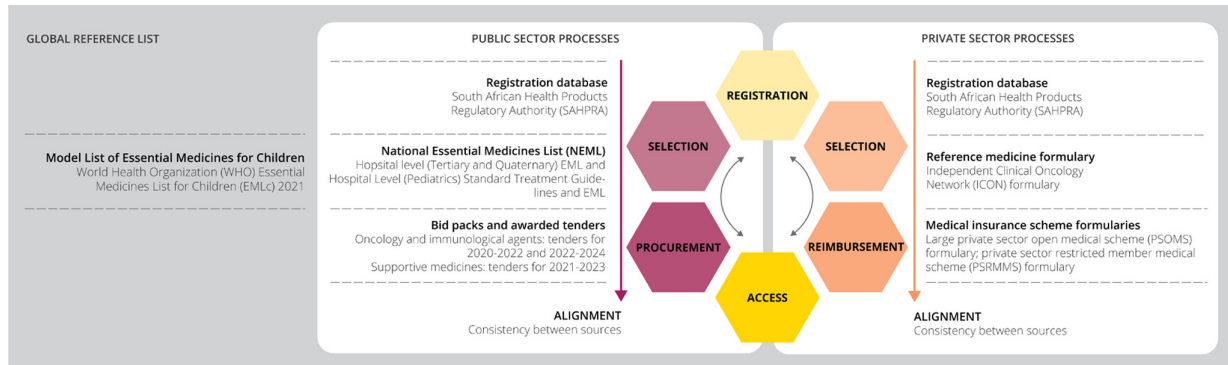 GLOBAL REFERENCE LIST
Model List of Essential Medicines for Children
World Health Organization (WHO) Essential
Medicines List for Children (EMLc) 2021
PUBLIC SECTOR PROCESSES
Registration database
South African Health Products
Regulatory Authority (SAHPRA)
National Essential Medicines List (NEML)
Hopsital level (Tertiary and Quaternary) EML and
Hospital Level (Pediatrics) Standard Treatment Guide-
lines and EML
Bid packs and awarded tenders
Oncology and immunological agents: tenders for
2020-2022 and 2022-2024
Supportive medicines: tenders for 2021-2023
ALIGNMENT
Consistency between sources
REGISTRATION
SELECTION
SELECTION
PROCUREMENT
REIMBURSEMENT
ACCESS
PRIVATE SECTOR PROCESSES
Registration database
South African Health Products
Regulatory Authority (SAHPRA)
Reference medicine formulary
Independent Clinical Oncology
Network (ICON) formulary
Medical insurance scheme formularies
Large private sector open medical scheme (PSOMS)
formulary; private sector restricted member medical
scheme (PSRMMS) formulary
ALIGNMENT
Consistency between sources